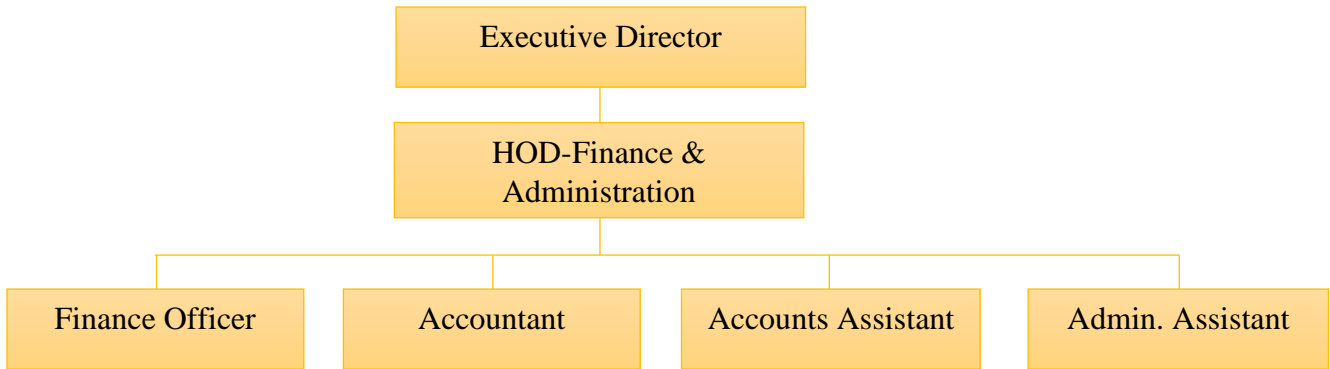 Executive Director
HOD-Finance &
Administration
Finance Officer
Accountant
Accounts Assistant
Admin. Assistant